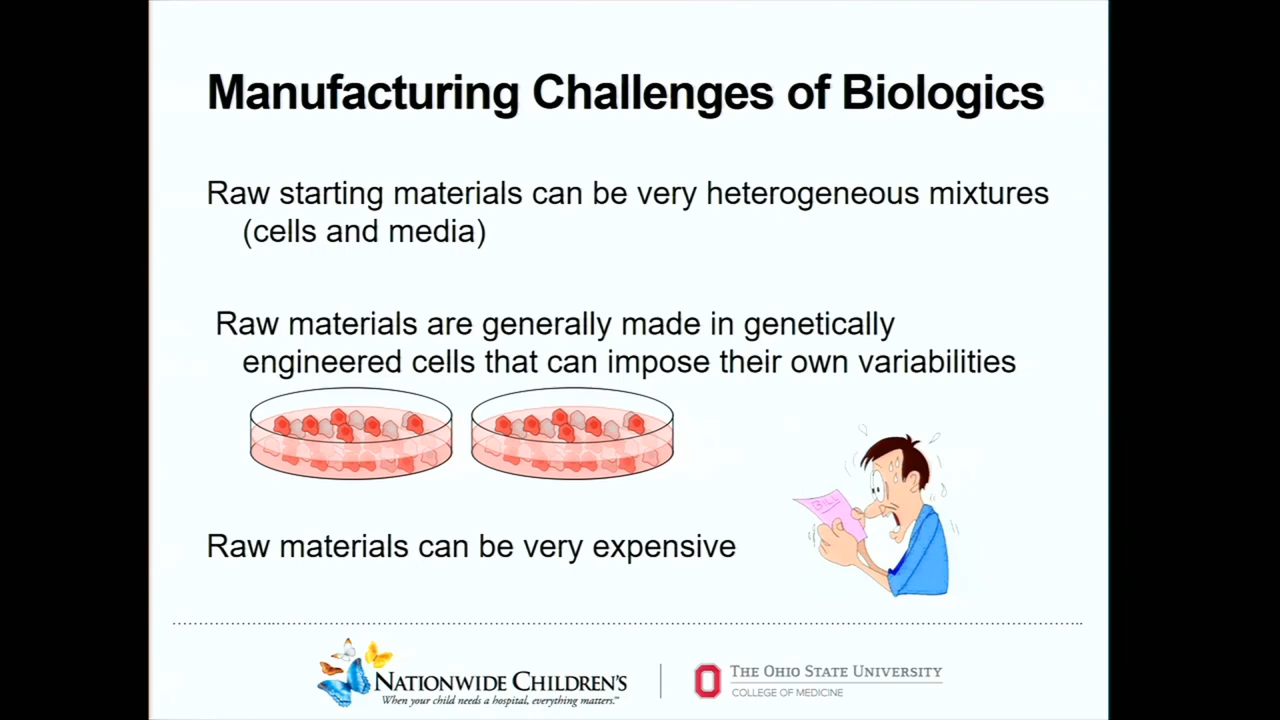 Manufacturing Challenges of Biologics
Raw starting materials can be very heterogeneous mixtures
(cells and media)
Raw materials are generally made in genetically
engineered cells that can impose their own variabilities
BILL
Raw materials can be very expensive
NATIONWIDE CHILDREN'S
When your child needs a hospital, everything matters.™
THE OHIO STATE UNIVERSITY
COLLEGE OF MEDICINE